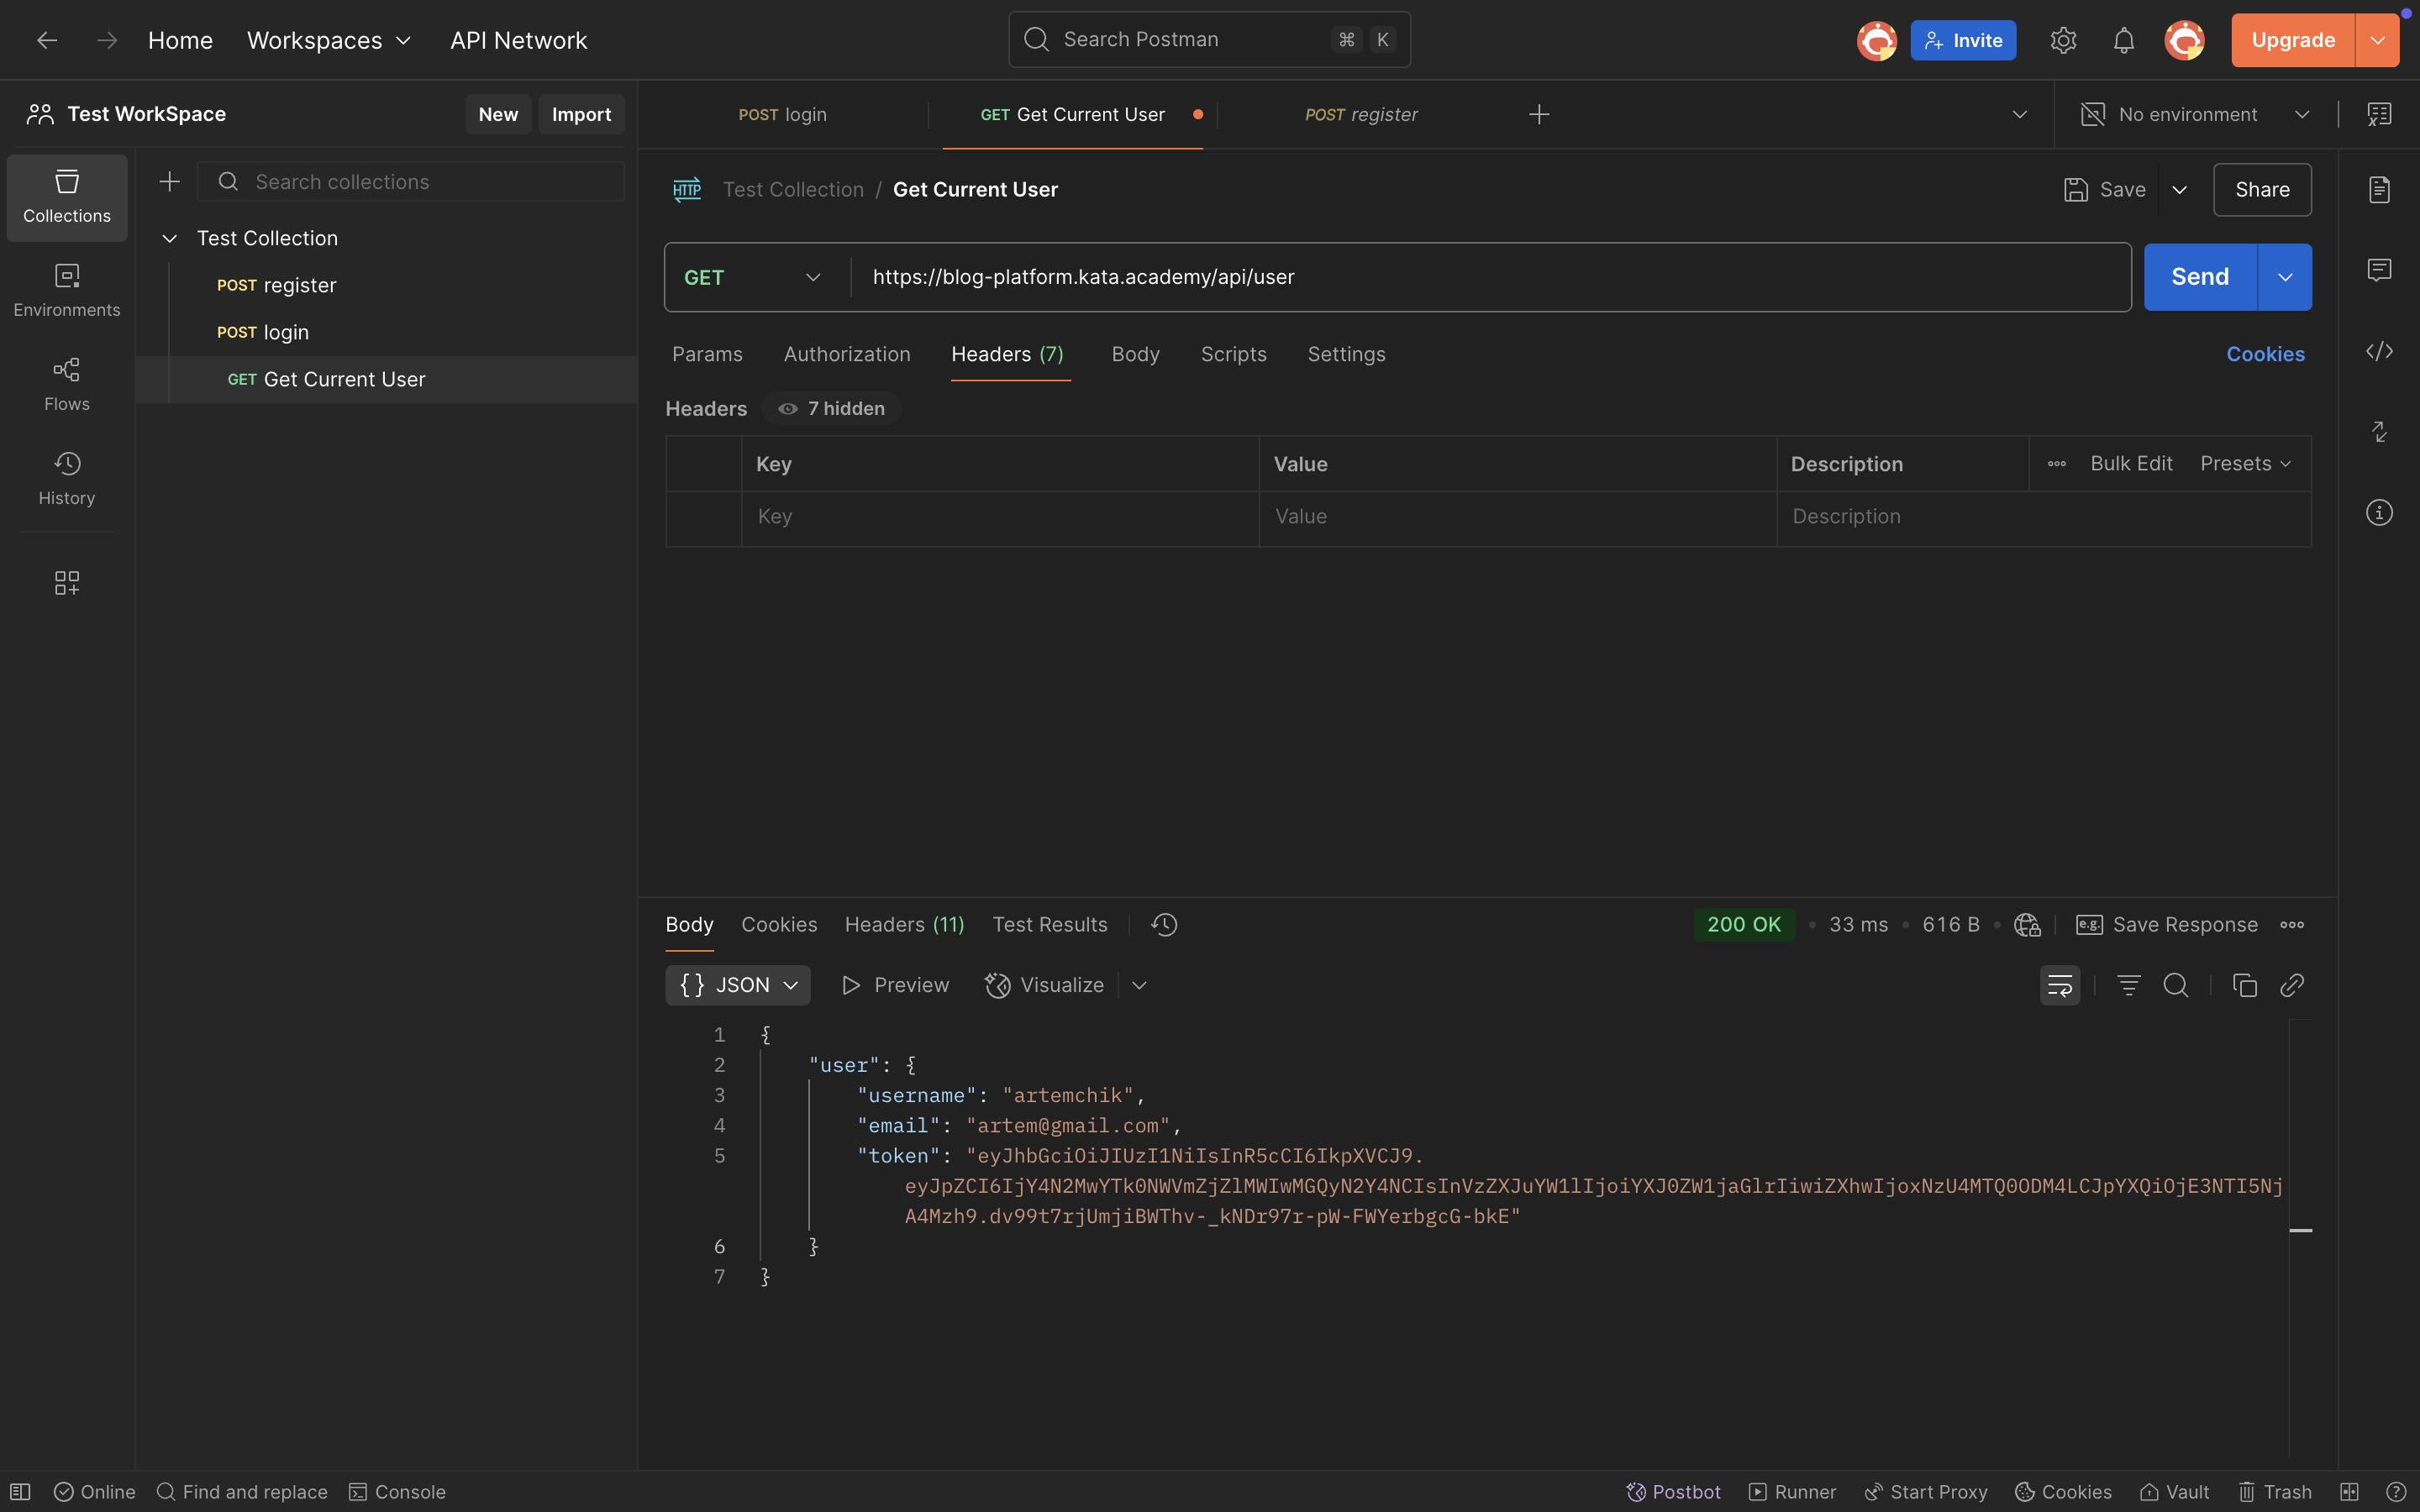 Home
Workspaces
API Network
Search Postman
⌘ K
Invite
Upgrade
Test WorkSpace
New
Import
POST login
GET Get Current User
POST register
No environment
Collections
Environments
Flows
History
Search collections
Test Collection
POST register
POST login
GET Get Current User
HTTP
Test Collection / Get Current User
Save
Share
GET
https://blog-platform.kata.academy/api/user
Send
Params
Authorization
Headers (7)
Body
Scripts
Settings
Cookies
Headers
7 hidden
Key
Value
Description
Bulk Edit
Presets
Key
Value
Description
Body
Cookies
Headers (11)
Test Results
200 OK
33 ms
616 B
e.g.
Save Response
{ } JSON
Preview
Visualize
1 {
2 "user": {
3 "username": "artemchik",
4 "email": "artem@gmail.com",
5 "token": "eyJhbGciOiJIUzI1NiIsInR5cCI6IkpXVCJ9.
eyJpZCI6IjY4N2MwYTk0NWVmZjZlMWIwMGQyN2Y4NCIsInVzZXJuYW1lIjoiYXJ0ZW1jaGlrIiwiZXhwIjoxNzU4MTQ0ODM4LCJpYXQiOjE3NTI5Nj
A4Mzh9.dv99t7rjUmjiBWThv-_kNDr97r-pW-FWYerbgcG-bkE"
6 }
7 }
Online
Find and replace
Console
Postbot
Runner
Start Proxy
Cookies
Vault
Trash